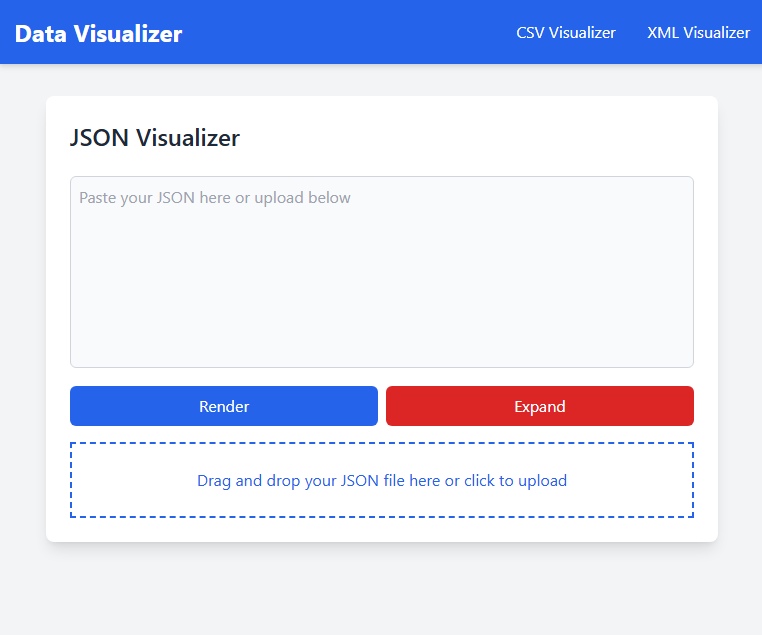 Data Visualizer
CSV Visualizer
XML Visualizer
JSON Visualizer
Paste your JSON here or upload below
Render
Expand
Drag and drop your JSON file here or click to upload